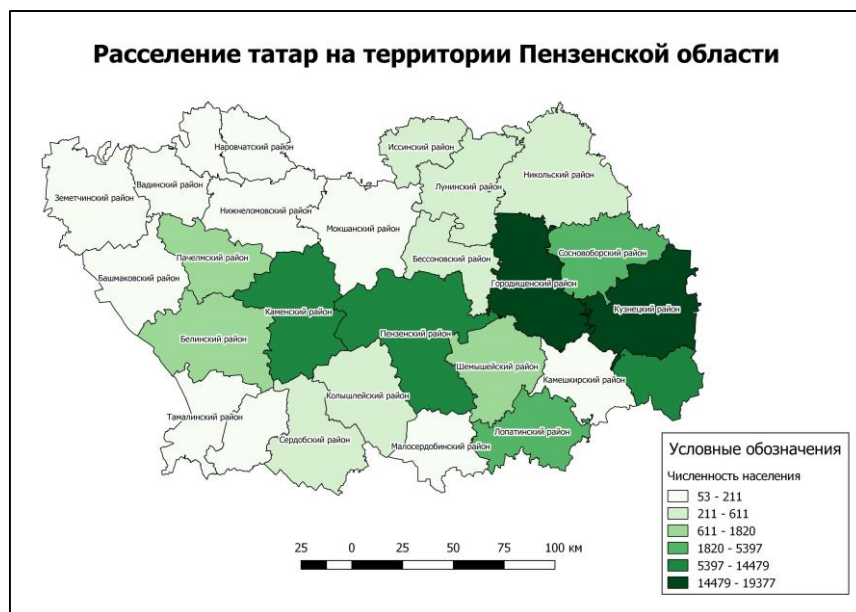 Расселение татар на территории Пензенской области
Наровчатский район
Иссинский район
Вадинский район
Земетчинский район
Лунинский район
Никольский район
Нижнеломовский район
Мокшанский район
Пачелмский район
Бессоновский район
Сосновоборский район
Башмаковский район
Городищенский район
Каменский район
Кузнецкий район
Пензенский район
Белинский район
Шемышейский район
Камешкирский район
Колышлейский район
Тамалинский район
Лопатинский район
Сердобский район
Малосердобинский район
Условные обозначения
Численность населения
53 - 211
211 - 611
611 - 1820
1820 - 5397
5397 - 14479
14479 - 19377
25 0 25 50 75 100 км